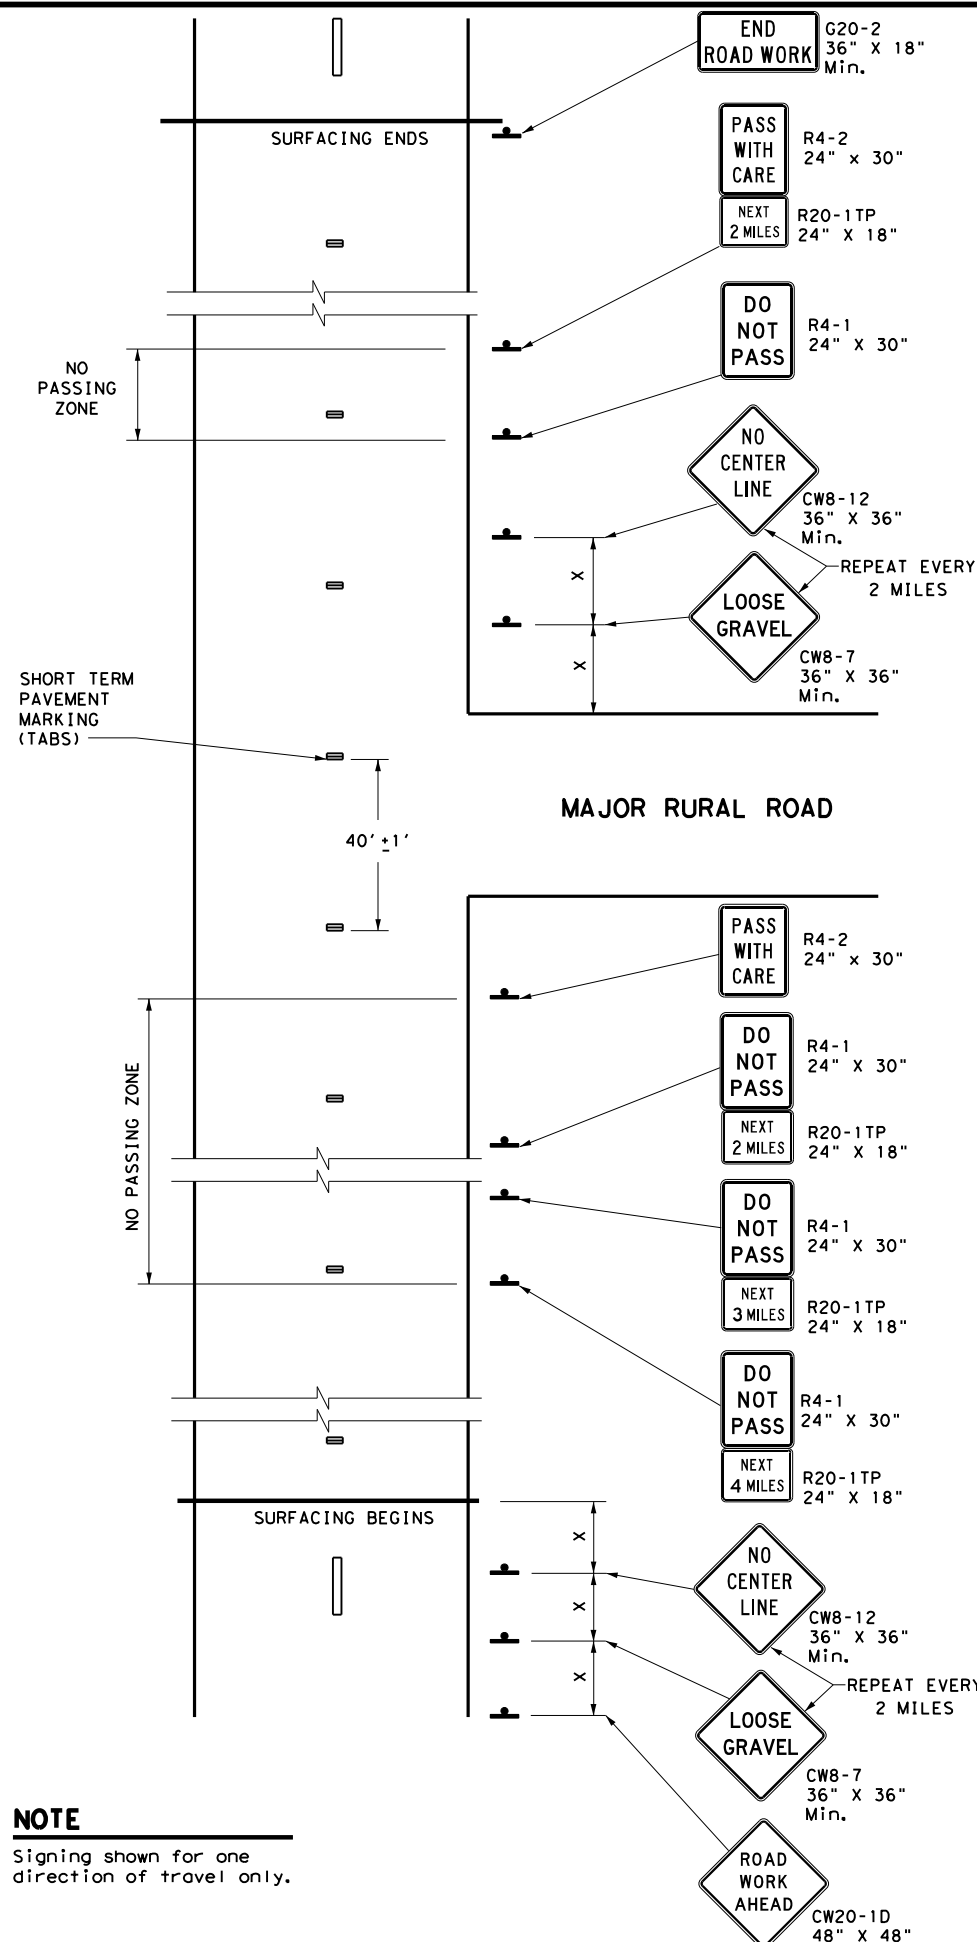 END
ROAD WORK
G20-2
36" X 18"
Min.
SURFACING ENDS
PASS
WITH
CARE
R4-2
24" x 30"
NEXT
2 MILES
R20-1TP
24" X 18"
NO
PASSING
ZONE
DO
NOT
PASS
R4-1
24" X 30"
NO
CENTER
LINE
CW8-12
36" X 36"
Min.
X
REPEAT EVERY
2 MILES
LOOSE
GRAVEL
CW8-7
36" X 36"
Min.
X
SHORT TERM
PAVEMENT
MARKING
(TABS)
MAJOR RURAL ROAD
40' ±1'
PASS
WITH
CARE
R4-2
24" x 30"
NO PASSING ZONE
DO
NOT
PASS
R4-1
24" X 30"
NEXT
2 MILES
R20-1TP
24" X 18"
DO
NOT
PASS
R4-1
24" X 30"
NEXT
3 MILES
R20-1TP
24" X 18"
DO
NOT
PASS
R4-1
24" X 30"
NEXT
4 MILES
R20-1TP
24" X 18"
SURFACING BEGINS
X
NO
CENTER
LINE
CW8-12
36" X 36"
Min.
X
REPEAT EVERY
2 MILES
X
LOOSE
GRAVEL
CW8-7
36" X 36"
Min.
NOTE
Signing shown for one
direction of travel only.
ROAD
WORK
AHEAD
CW20-1D
48" X 48"